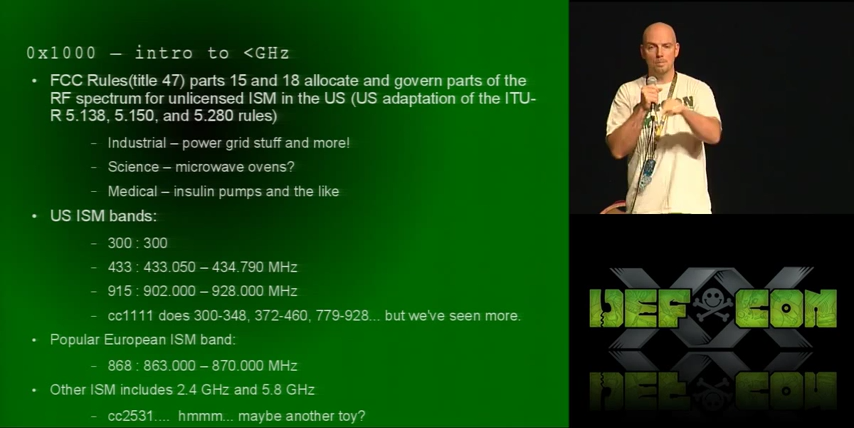 0x1000 – intro to <GHz
• FCC Rules(title 47) parts 15 and 18 allocate and govern parts of the
RF spectrum for unlicensed ISM in the US (US adaptation of the ITU-
R 5.138, 5.150, and 5.280 rules)
– Industrial – power grid stuff and more!
– Science – microwave ovens?
– Medical – insulin pumps and the like
• US ISM bands:
– 300 : 300
– 433 : 433.050 – 434.790 MHz
– 915 : 902.000 – 928.000 MHz
– cc1111 does 300-348, 372-460, 779-928... but we've seen more.
• Popular European ISM band:
– 868 : 863.000 – 870.000 MHz
• Other ISM includes 2.4 GHz and 5.8 GHz
– cc2531.... hmmm... maybe another toy?
XX
DEF CON